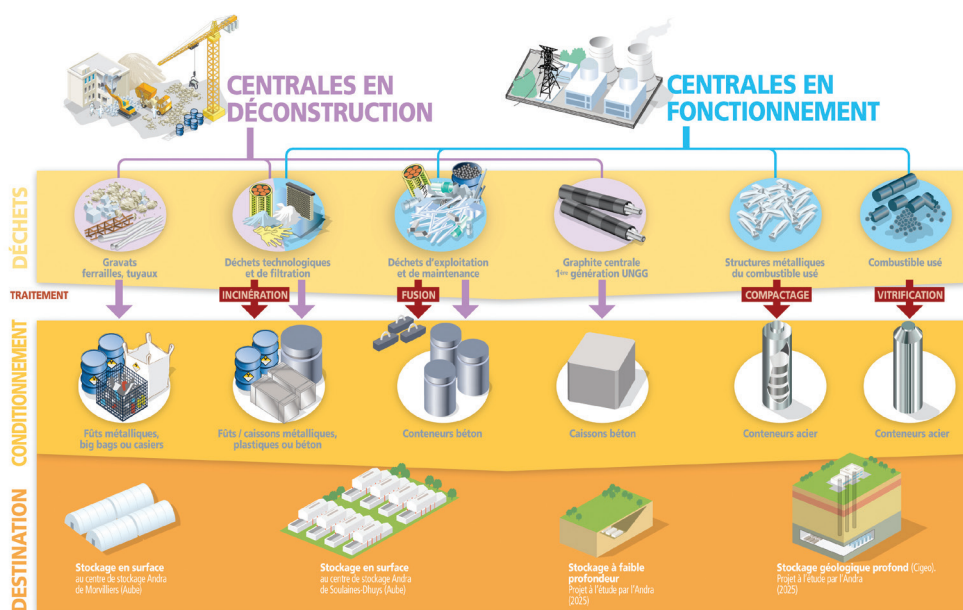 CENTRALES EN
DÉCONSTRUCTION
CENTRALES EN
FONCTIONNEMENT
DÉCHETS
Gravats
ferrailles, tuyaux
Déchets technologiques
et de filtration
Déchets d'exploitation
et de maintenance
Graphite centrale
1ère génération UNGG
Structures métalliques
du combustible usé
Combustible usé
TRAITEMENT
INCINÉRATION
FUSION
COMPACTAGE
VITRIFICATION
CONDITIONNEMENT
Fûts métalliques,
big bags ou casiers
Fûts / caissons métalliques,
plastiques ou béton
Conteneurs béton
Caissons béton
Conteneurs acier
Conteneurs acier
DESTINATION
Stockage en surface
au centre de stockage Andra
de Morvilliers (Aube)
Stockage en surface
au centre de stockage Andra
de Soulaines-Dhuys (Aube)
Stockage à faible
profondeur
Projet à l'étude par l'Andra
(2025)
Stockage géologique profond (Cigeo).
Projet à l'étude par l'Andra
(2025)